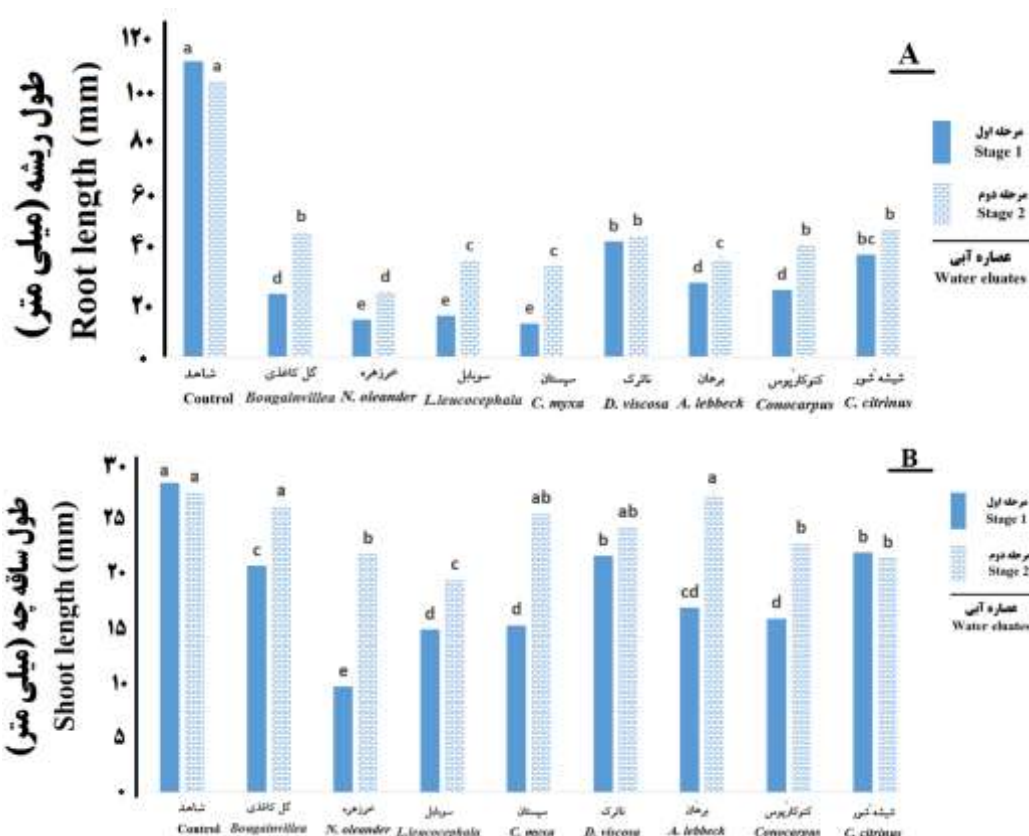 A
طول ریشه (میلی متر)
Root length (mm)
۱۲۰
۱۰۰
۸۰
۶۰
۴۰
۲۰
۰
a
a
d
b
e
d
e
c
e
c
b
b
d
c
d
b
bc
b
مرحله اول
Stage 1
مرحله دوم
Stage 2
عصاره آبی
Water eluates
شاهد
گل کاغذی
خرزهره
سوبابل
سپستان
ناترک
برهان
کنوکارپوس
شیشه شور
Control
Bougainvillea
N. oleander
L.leucocephala
C. myxa
D. viscosa
A. lebbeck
Conocarpus
C. citrinus
B
طول ساقه چه (میلی متر)
Shoot length (mm)
۳۰
۲۵
۲۰
۱۵
۱۰
۵
۰
a
a
c
a
e
b
d
c
d
ab
b
ab
cd
a
d
b
b
b
مرحله اول
Stage 1
مرحله دوم
Stage 2
عصاره آبی
Water eluates
شاهد
گل کاغذی
خرزهره
سوبابل
سپستان
ناترک
برهان
کنوکارپوس
شیشه شور
Control
Bougainvillea
N. oleander
L.leucocephala
C. myxa
D. viscosa
A. lebbeck
Conocarpus
C. citrinus